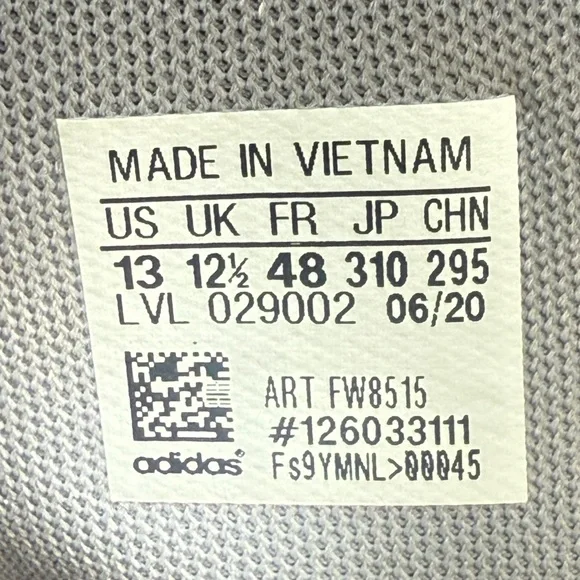 MADE IN VIETNAM
US UK FR JP CHN
13 12½ 48 310 295
LVL 029002 06/20
ART FW8515
#126033111
adidas® Fs9YMNL>00045